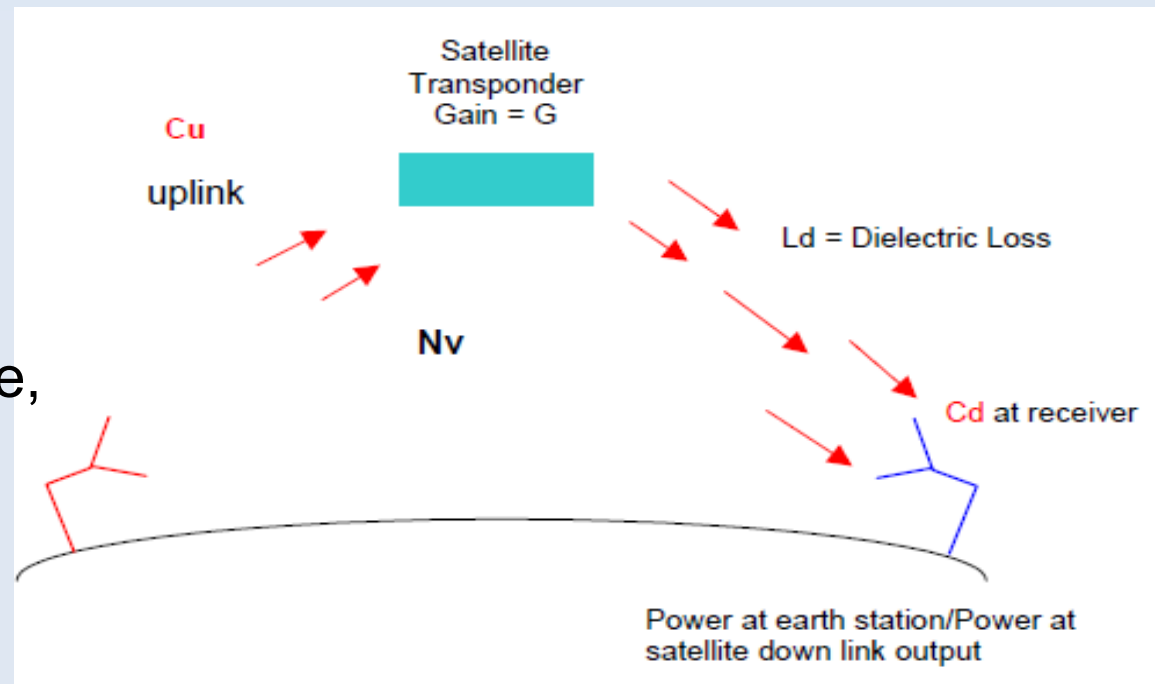 Satellite
Transponder
Gain = G
Cu
uplink
Ld = Dielectric Loss
Nv
e,
Cd at receiver
Power at earth station/Power at
satellite down link output